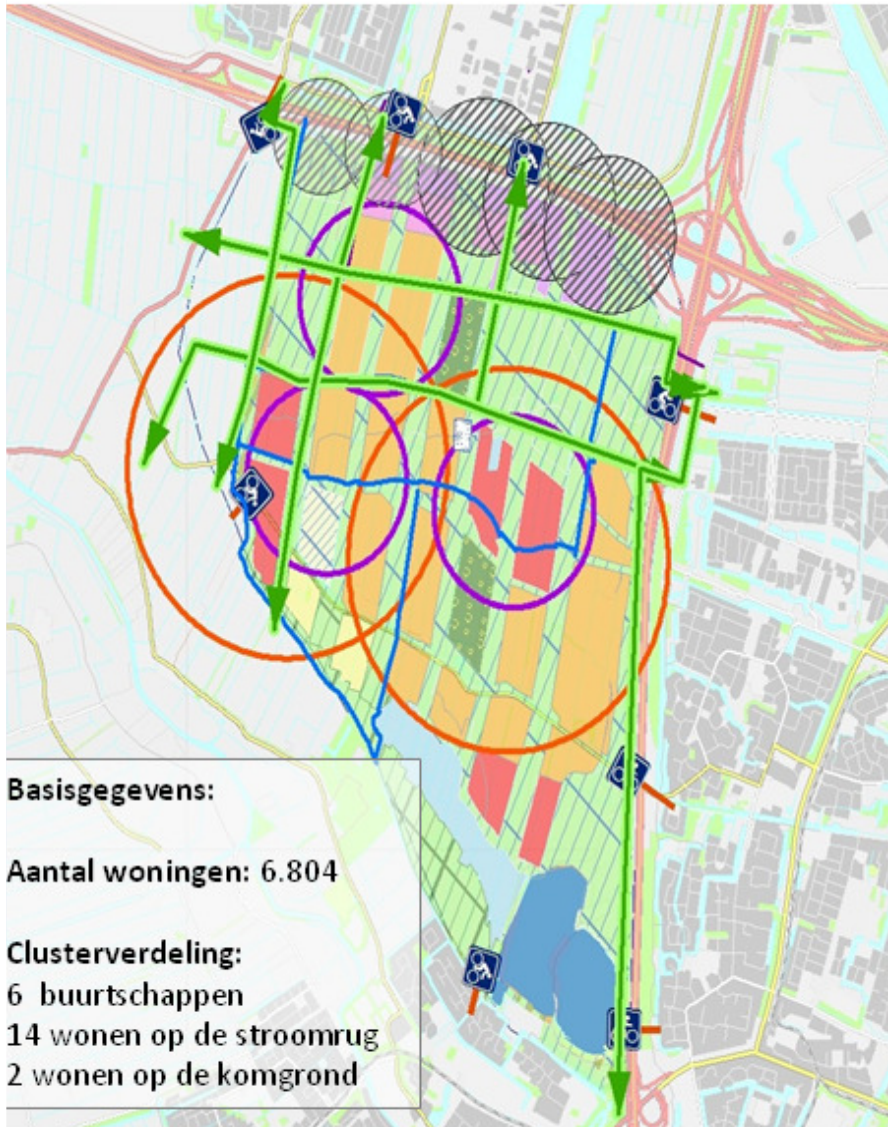 Basisgegevens:
Aantal woningen: 6.804
Clusterverdeling:
6 buurtschappen
14 wonen op de stroomrug
2 wonen op de komgrond